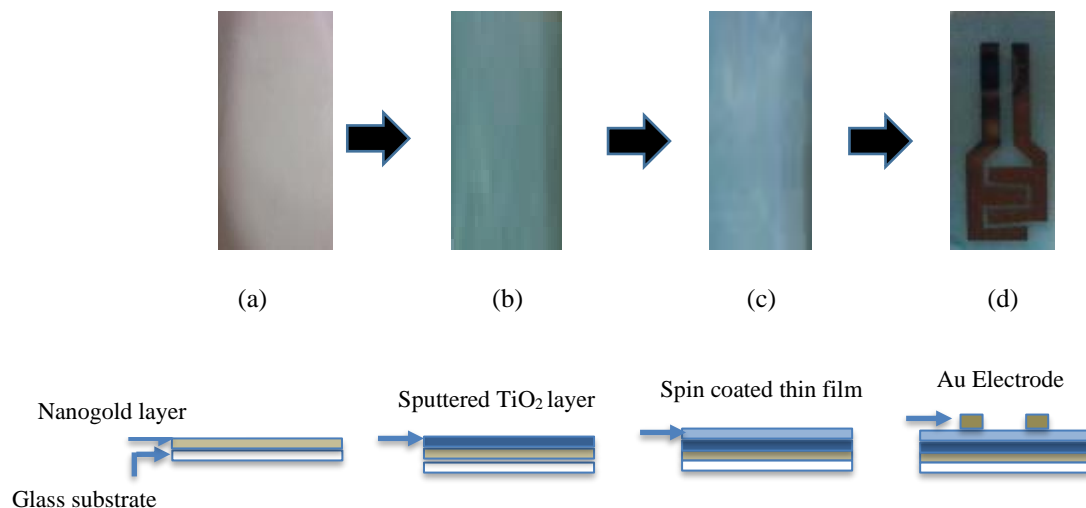 (a)
(b)
(c)
(d)
Nanogold layer
Glass substrate
Sputtered TiO₂ layer
Spin coated thin film
Au Electrode